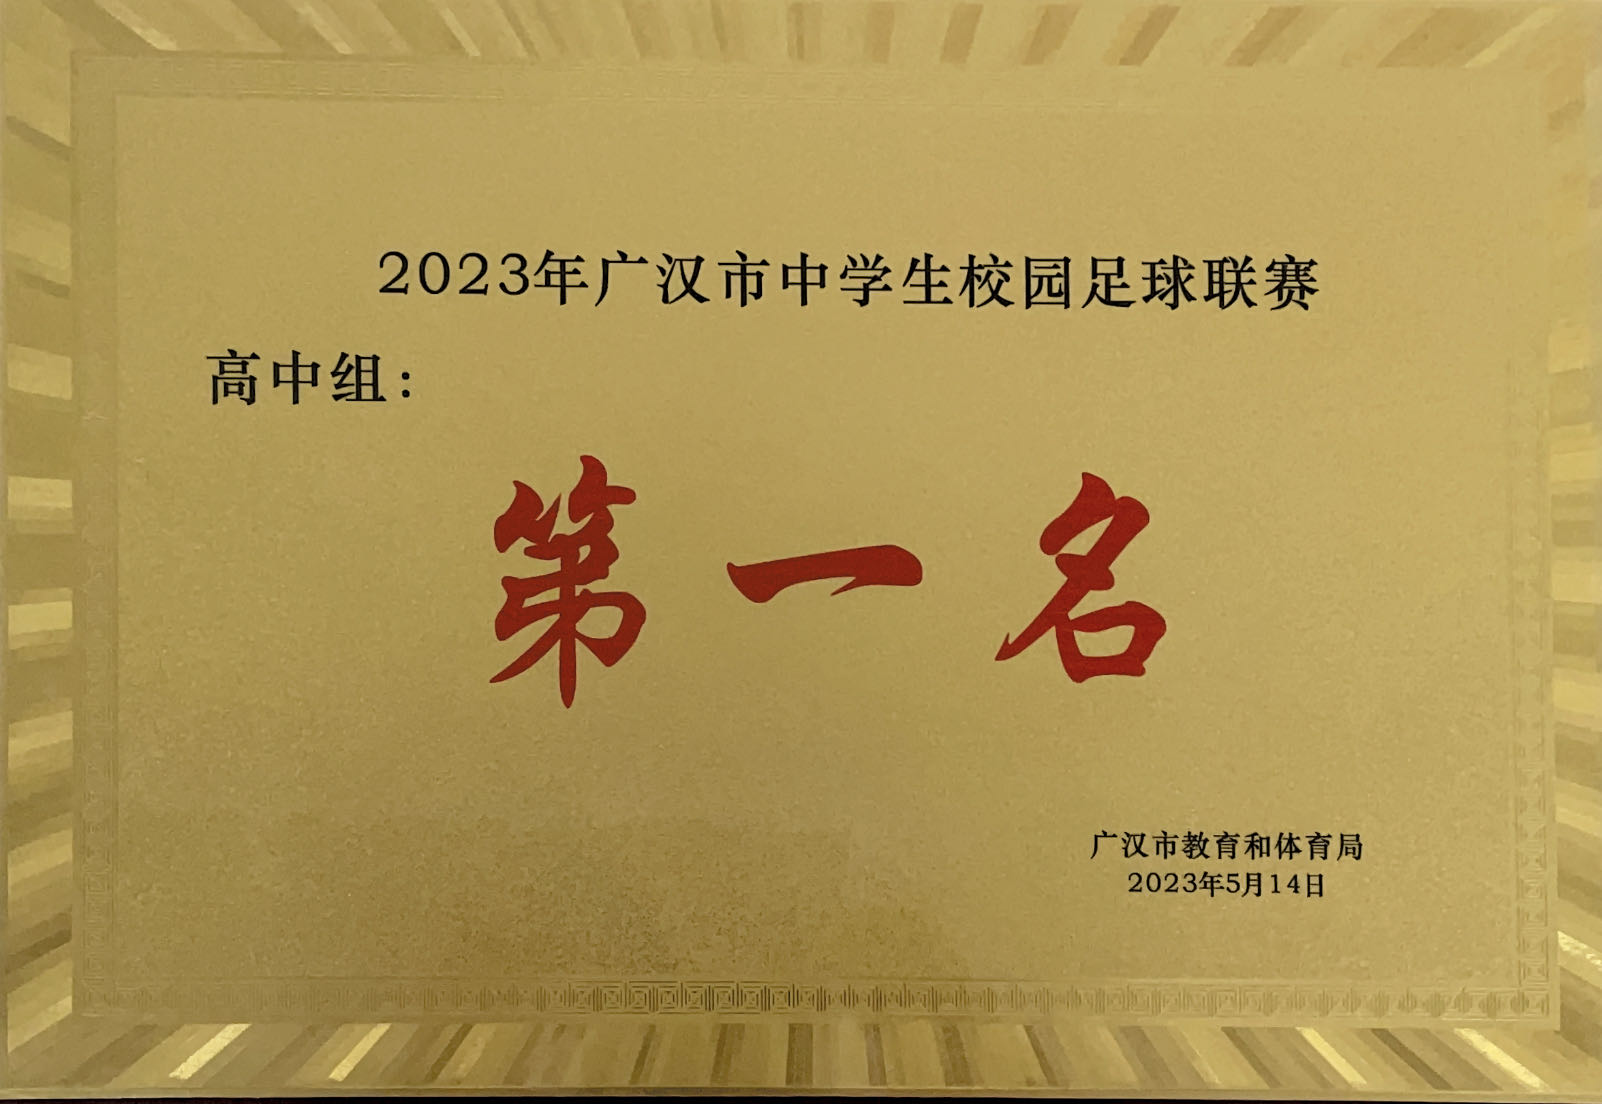 2023年广汉市中学生校园足球联赛
高中组：
第一名
广汉市教育和体育局
2023年5月14日